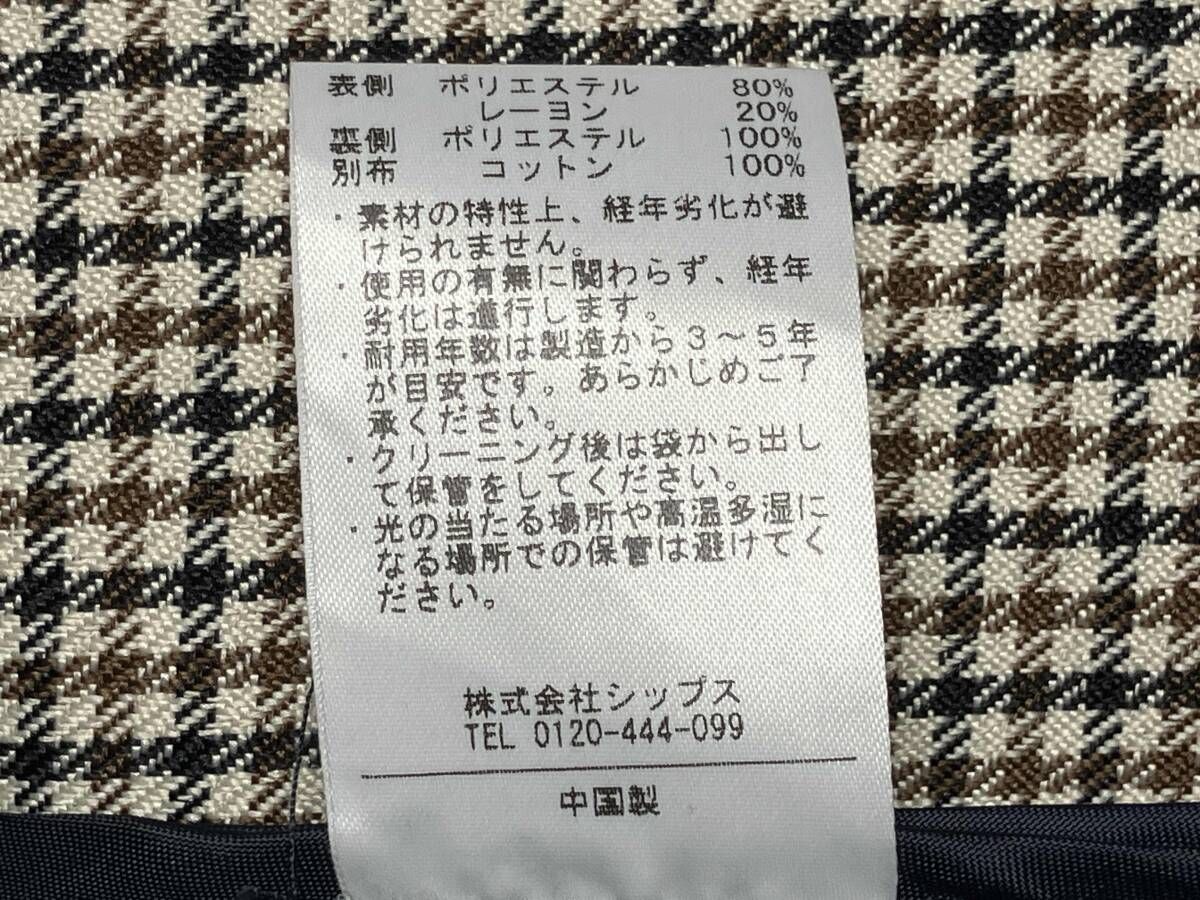 表側 ポリエステル 80%
レーヨン 20%
裏側 ポリエステル 100%
別布 コットン 100%
・素材の特性上、経年劣化が避
けられません。
・使用の有無に関わらず、経年
劣化は進行します。
・耐用年数は製造から3～5年
が目安です。あらかじめご了
承ください。
・クリーニング後は袋から出し
て保管をしてください。
・光の当たる場所や高温多湿に
なる場所での保管は避けてく
ださい。
株式会社シップス
TEL 0120-444-099
中国製